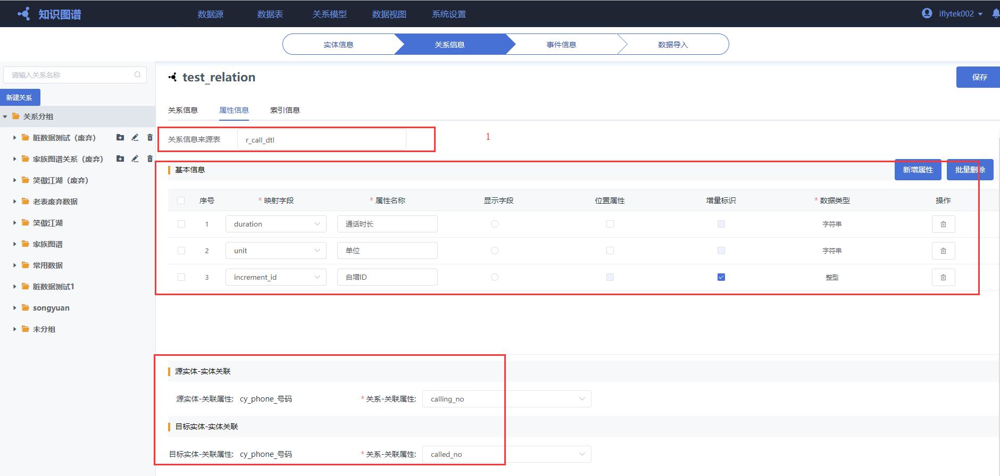 知识图谱 数据源 数据表 关系模型 数据视图 系统设置 iflytek002
实体信息 关系信息 事件信息 数据导入
请输入关系名称
新建关系
关系分组
脏数据测试（废弃）
家族图谱关系（废弃）
笑傲江湖（废弃）
老表废弃数据
笑傲江湖
家族图谱
常用数据
脏数据测试1
songyuan
未分组
test_relation
保存
关系信息 属性信息 索引信息
关系信息来源表 r_call_dtl
1
基本信息 新增属性 批量删除
序号 * 映射字段 * 属性名称 显示字段 位置属性 增量标识 * 数据类型 操作
1 duration 通话时长 字符串
2 unit 单位 字符串
3 increment_id 自增ID 整型
源实体-实体关联
源实体-关联属性: cy_phone_号码 * 关系-关联属性: calling_no
目标实体-实体关联
目标实体-关联属性: cy_phone_号码 * 关系-关联属性: called_no